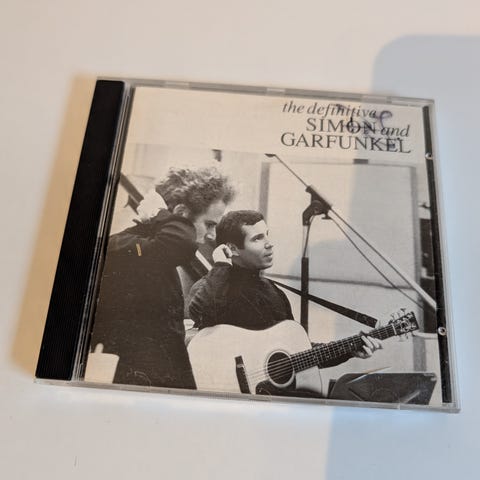 the definitive
SIMON and
GARFUNKEL